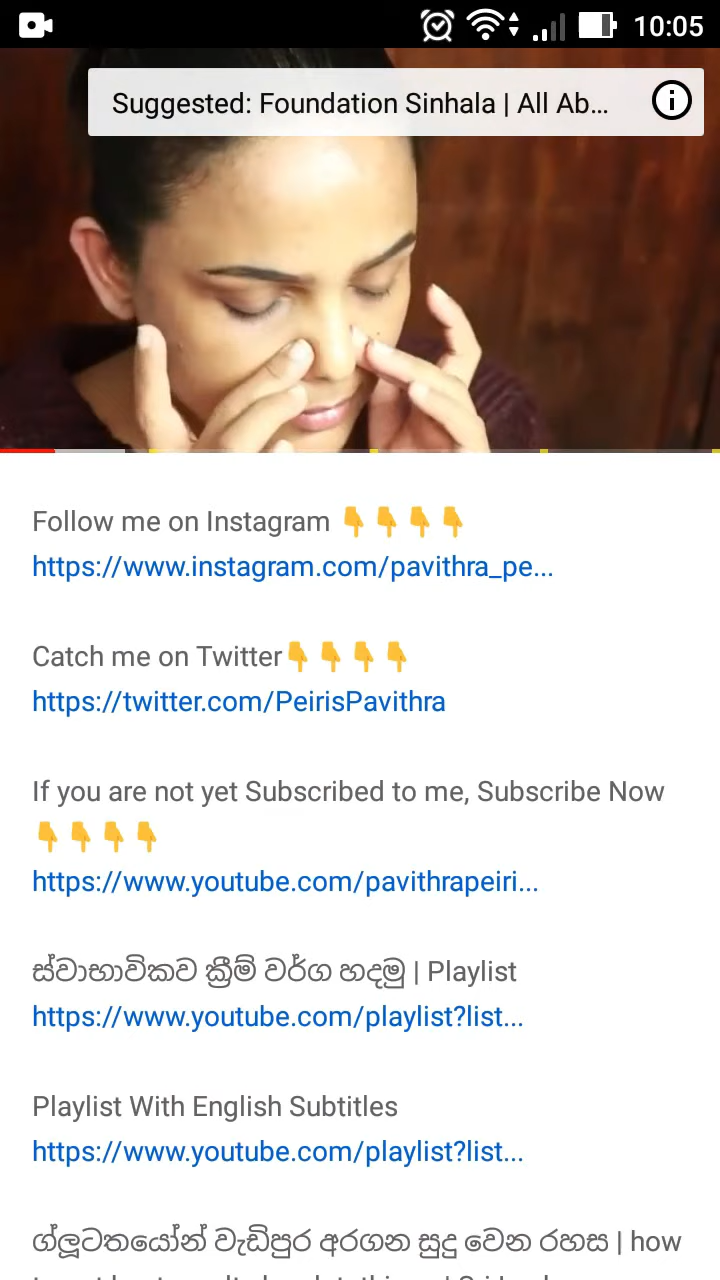 10:05
Suggested: Foundation Sinhala | All Ab...
Follow me on Instagram 👇👇👇👇
https://www.instagram.com/pavithra_pe...
Catch me on Twitter👇👇👇👇
https://twitter.com/PeirisPavithra
If you are not yet Subscribed to me, Subscribe Now
👇👇👇👇
https://www.youtube.com/pavithrapeiri...
ස්වාභාවිකව ක්‍රීම් වර්ග හදමු | Playlist
https://www.youtube.com/playlist?list...
Playlist With English Subtitles
https://www.youtube.com/playlist?list...
ග්ලූටතයෝන් වැඩිපුර අරගන සුදු වෙන රහස | how